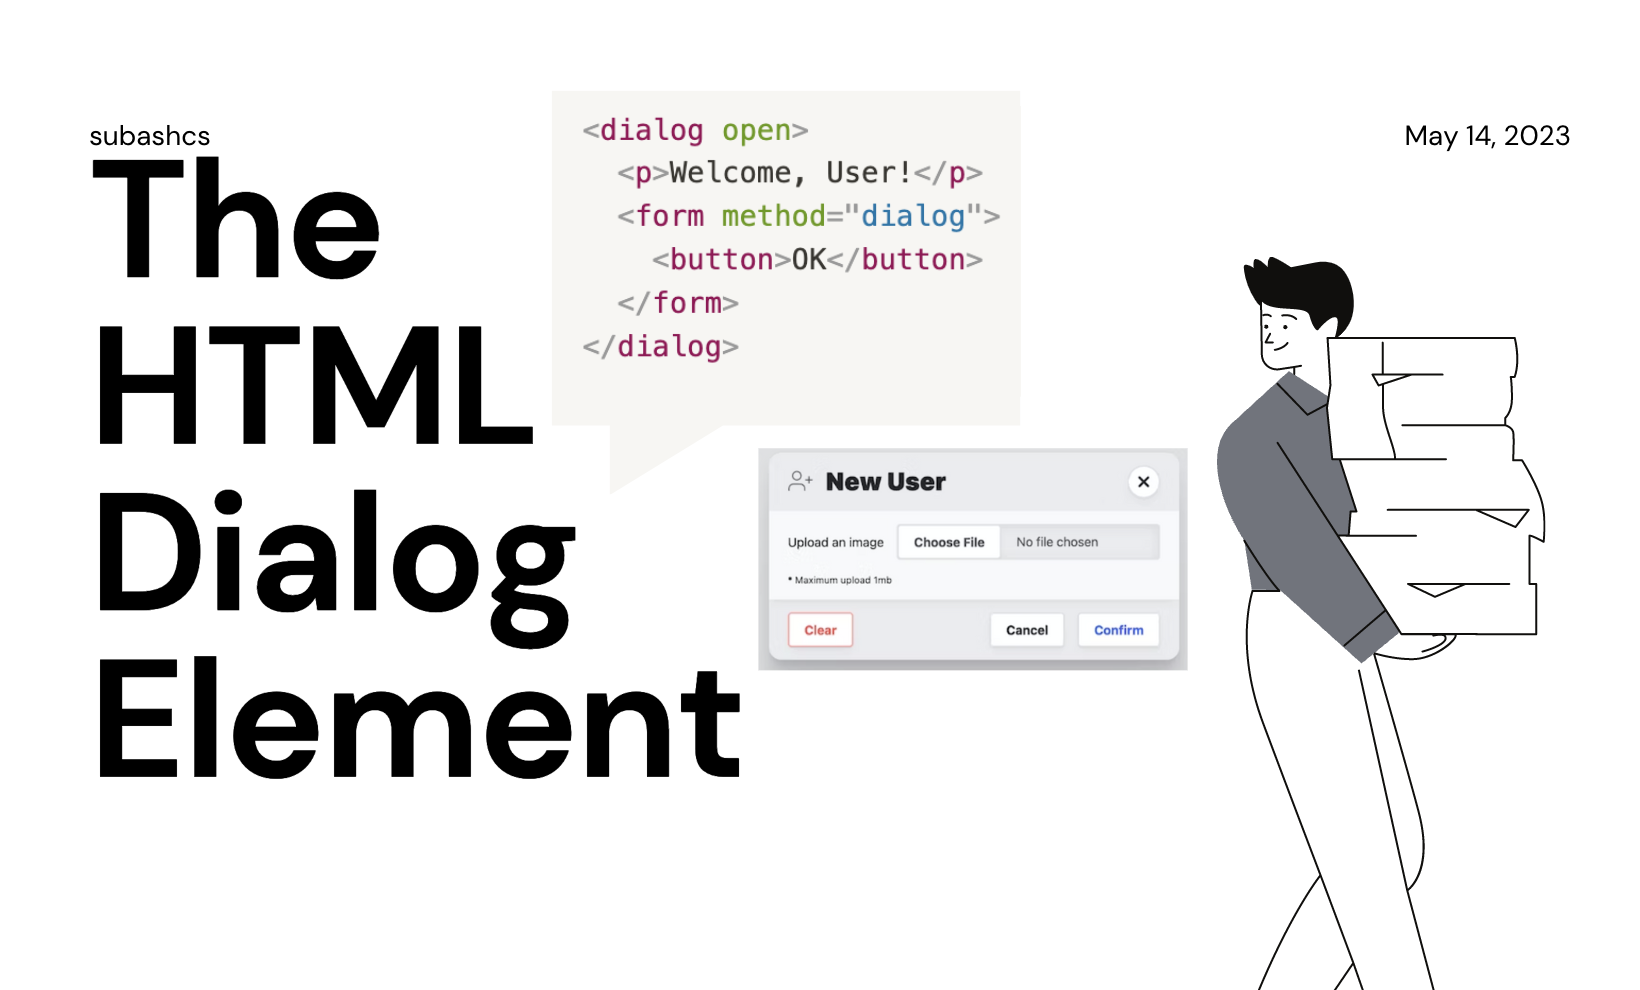 subashcs
May 14, 2023
The
HTML
Dialog
Element
<dialog open>
  <p>Welcome, User!</p>
  <form method="dialog">
    <button>OK</button>
  </form>
</dialog>
New User
Upload an image Choose File No file chosen
* Maximum upload 1mb
Clear Cancel Confirm